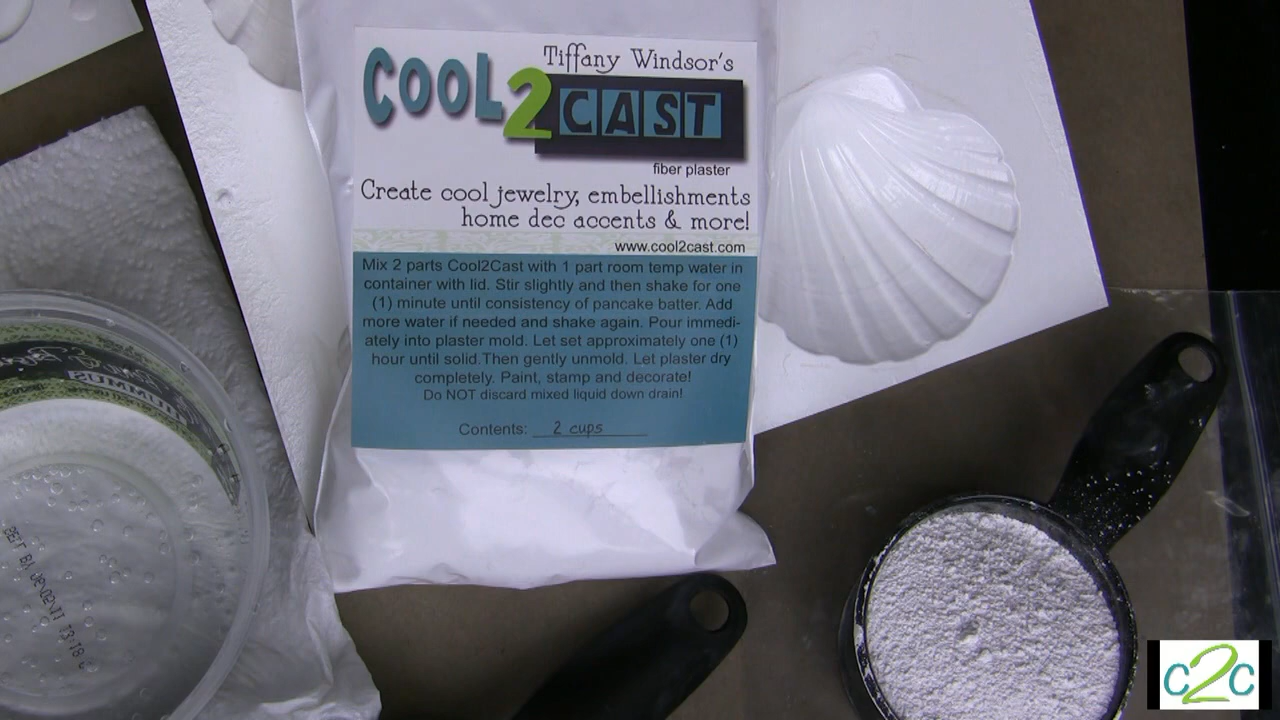 Tiffany Windsor's
COOL2CAST
fiber plaster
Create cool jewelry, embellishments
home dec accents & more!
www.cool2cast.com
Mix 2 parts Cool2Cast with 1 part room temp water in
container with lid. Stir slightly and then shake for one
(1) minute until consistency of pancake batter. Add
more water if needed and shake again. Pour immedi-
ately into plaster mold. Let set approximately one (1)
hour until solid.Then gently unmold. Let plaster dry
completely. Paint, stamp and decorate!
Do NOT discard mixed liquid down drain!
Contents: 2 cups
C2C